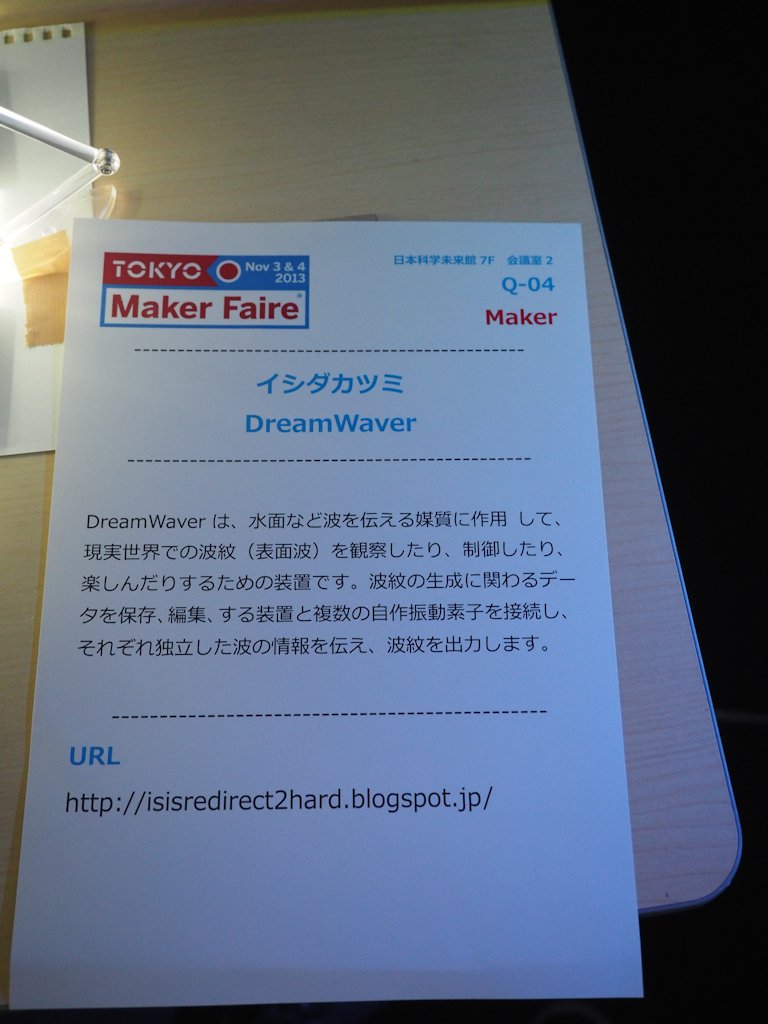 TOKYO
Nov 3 & 4
2013
Maker Faire®
日本科学未来館 7F 会議室 2
Q-04
Maker
イシダカツミ
DreamWaver
DreamWaver は、水面など波を伝える媒質に作用 して、
現実世界での波紋（表面波）を観察したり、制御したり、
楽しんだりするための装置です。波紋の生成に関わるデー
タを保存、編集、する装置と複数の自作振動素子を接続し、
それぞれ独立した波の情報を伝え、波紋を出力します。
URL
http://isisredirect2hard.blogspot.jp/